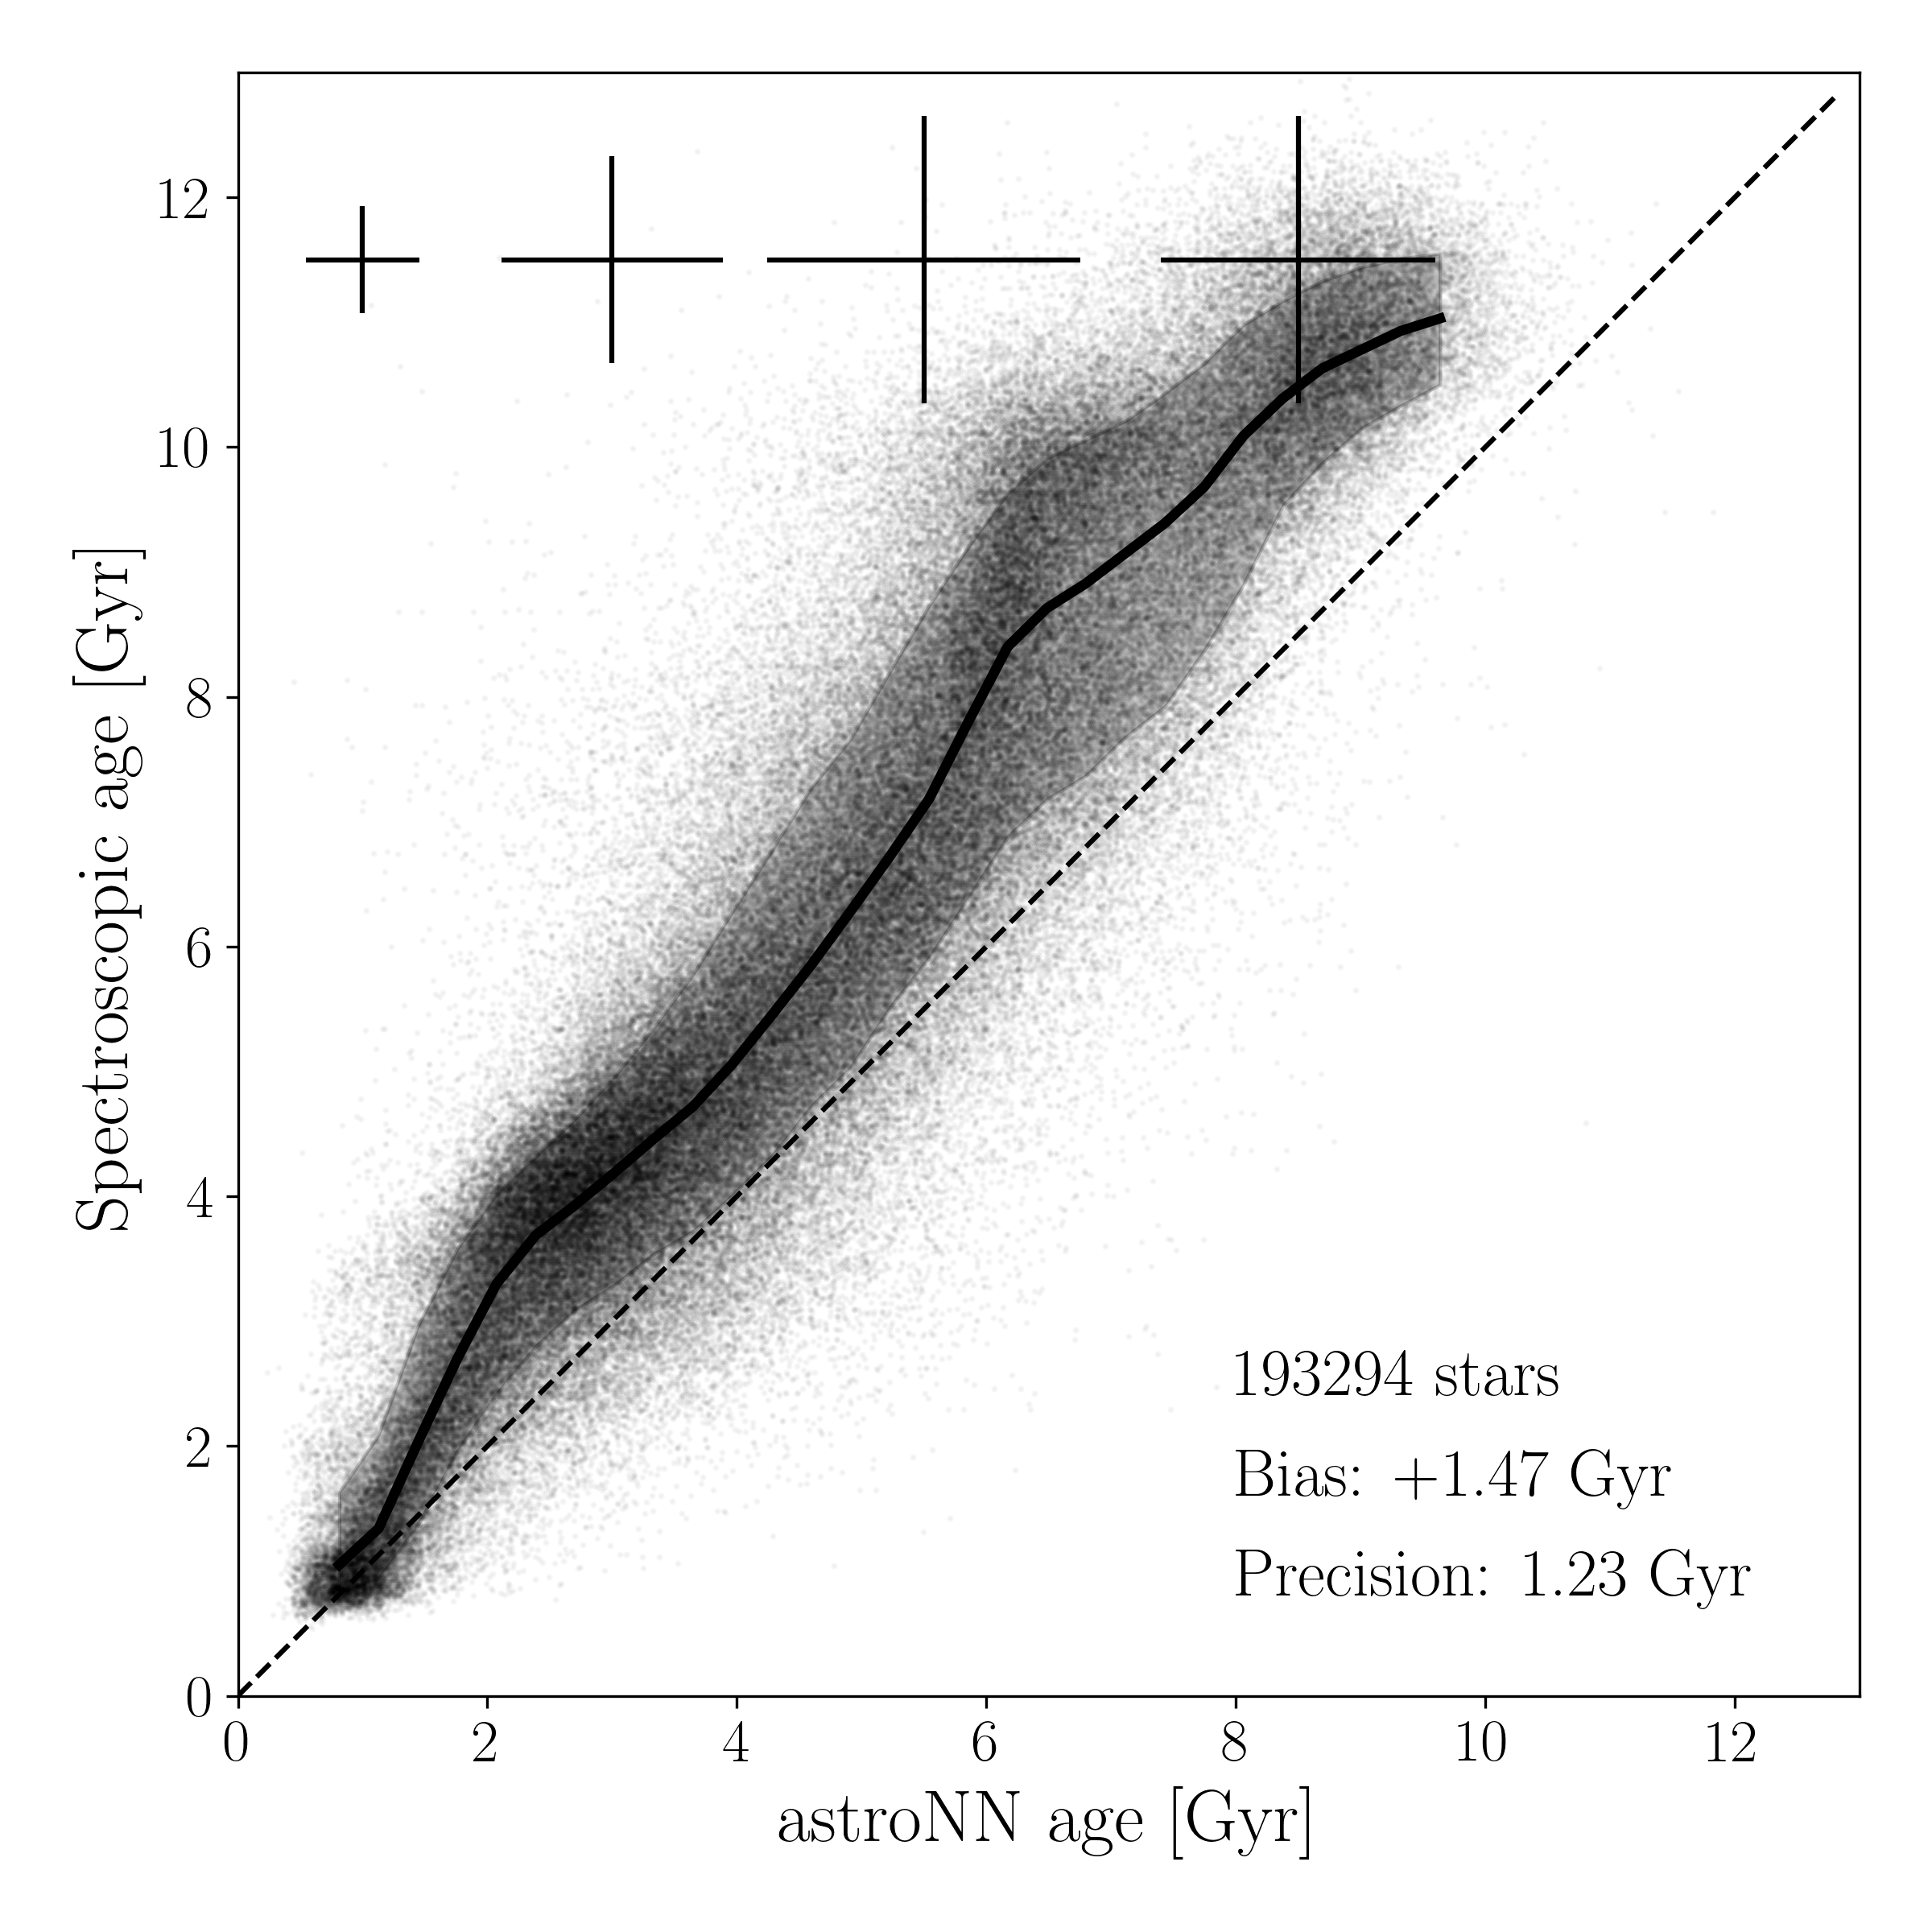 12
10
8
6
4
2
0
Spectroscopic age [Gyr]
193294 stars
Bias: +1.47 Gyr
Precision: 1.23 Gyr
0 2 4 6 8 10 12
astroNN age [Gyr]